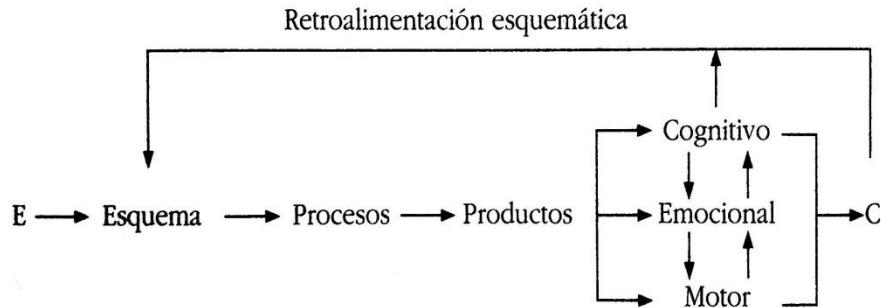 Retroalimentación esquemática
Cognitivo
E Esquema Procesos Productos Emocional C
Motor